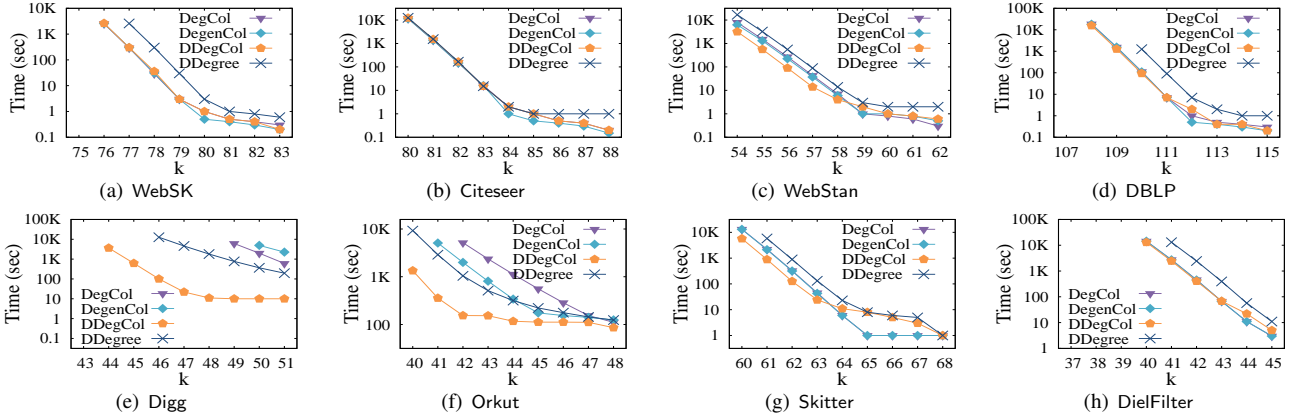 10K
1K
100
10
1
0.1
Time (sec)
DegCol
DegenCol
DDegCol
DDegree
75 76 77 78 79 80 81 82 83
k
(a) WebSK
10K
1K
100
10
1
0.1
Time (sec)
DegCol
DegenCol
DDegCol
DDegree
80 81 82 83 84 85 86 87 88
k
(b) Citeseer
10K
1K
100
10
1
0.1
Time (sec)
DegCol
DegenCol
DDegCol
DDegree
54 55 56 57 58 59 60 61 62
k
(c) WebStan
100K
10K
1K
100
10
1
0.1
Time (sec)
DegCol
DegenCol
DDegCol
DDegree
107 109 111 113 115
k
(d) DBLP
100K
10K
1K
100
10
1
0.1
Time (sec)
DegCol
DegenCol
DDegCol
DDegree
43 44 45 46 47 48 49 50 51
k
(e) Digg
10K
1K
100
Time (sec)
DegCol
DegenCol
DDegCol
DDegree
40 41 42 43 44 45 46 47 48
k
(f) Orkut
10K
1K
100
10
1
Time (sec)
DegCol
DegenCol
DDegCol
DDegree
60 61 62 63 64 65 66 67 68
k
(g) Skitter
100K
10K
1K
100
10
1
Time (sec)
DegCol
DegenCol
DDegCol
DDegree
37 38 39 40 41 42 43 44 45
k
(h) DielFilter